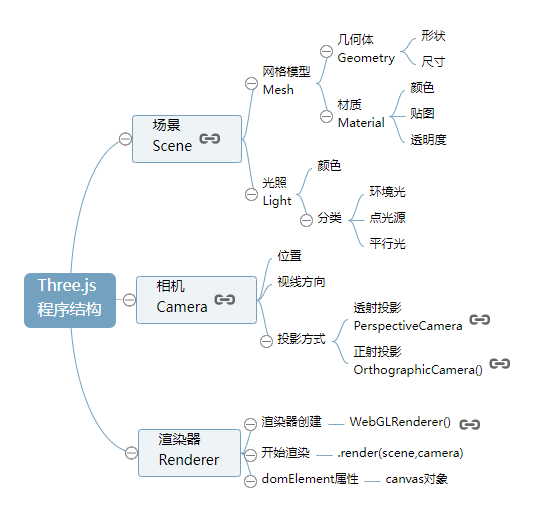 Three.js
程序结构
场景
Scene
网格模型
Mesh
几何体
Geometry
形状
尺寸
材质
Material
颜色
贴图
透明度
光照
Light
颜色
分类
环境光
点光源
平行光
相机
Camera
位置
视线方向
投影方式
透射投影
PerspectiveCamera
正射投影
OrthographicCamera()
渲染器
Renderer
渲染器创建
WebGLRenderer()
开始渲染
.render(scene,camera)
domElement属性
canvas对象